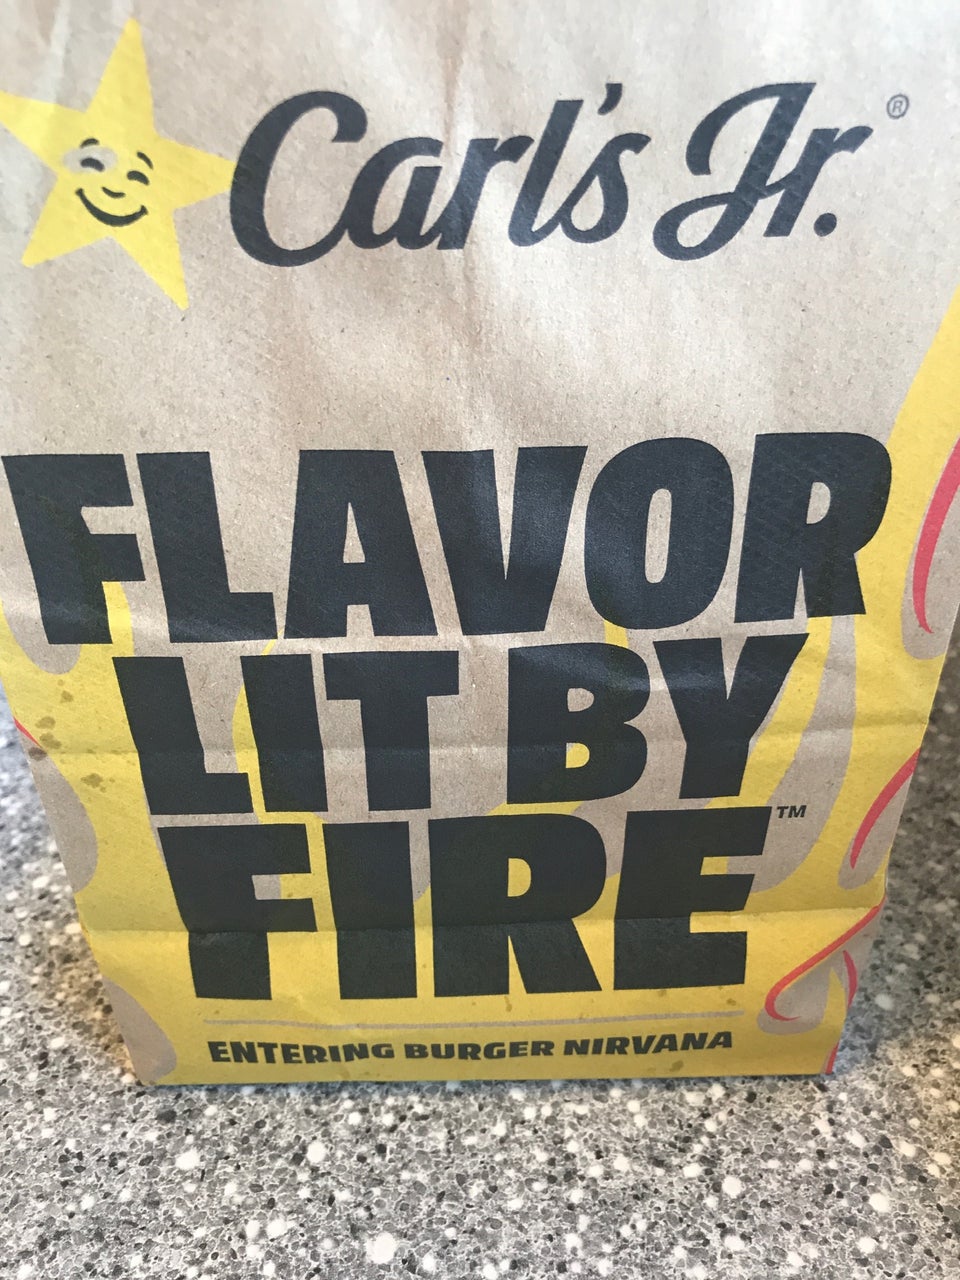 Carl's Jr.®
FLAVOR
LIT BY
FIRE™
ENTERING BURGER NIRVANA